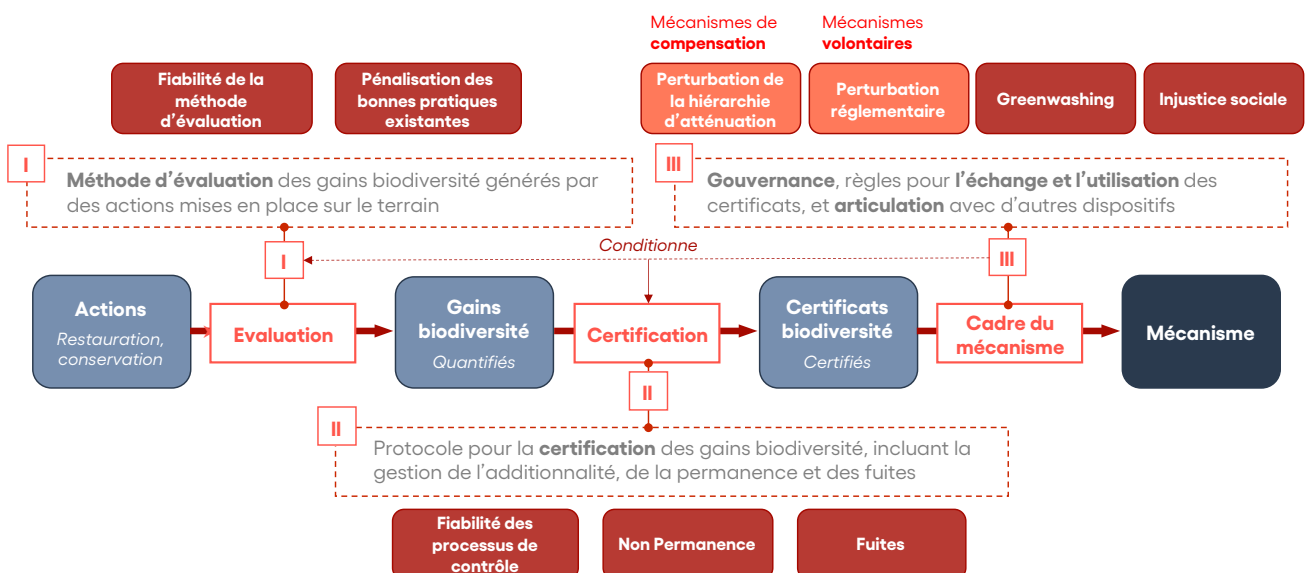 Mécanismes de
compensation
Mécanismes
volontaires
Fiabilité de la
méthode
d'évaluation
Pénalisation des
bonnes pratiques
existantes
Perturbation de
la hiérarchie
d'atténuation
Perturbation
réglementaire
Greenwashing
Injustice sociale
I
Méthode d'évaluation des gains biodiversité générés par
des actions mises en place sur le terrain
III
Gouvernance, règles pour l'échange et l'utilisation des
certificats, et articulation avec d'autres dispositifs
Conditionne
I
III
Actions
Restauration,
conservation
Evaluation
Gains
biodiversité
Quantifiés
Certification
Certificats
biodiversité
Certifiés
Cadre du
mécanisme
Mécanisme
II
II
Protocole pour la certification des gains biodiversité, incluant la
gestion de l'additionnalité, de la permanence et des fuites
Fiabilité des
processus de
contrôle
Non Permanence
Fuites